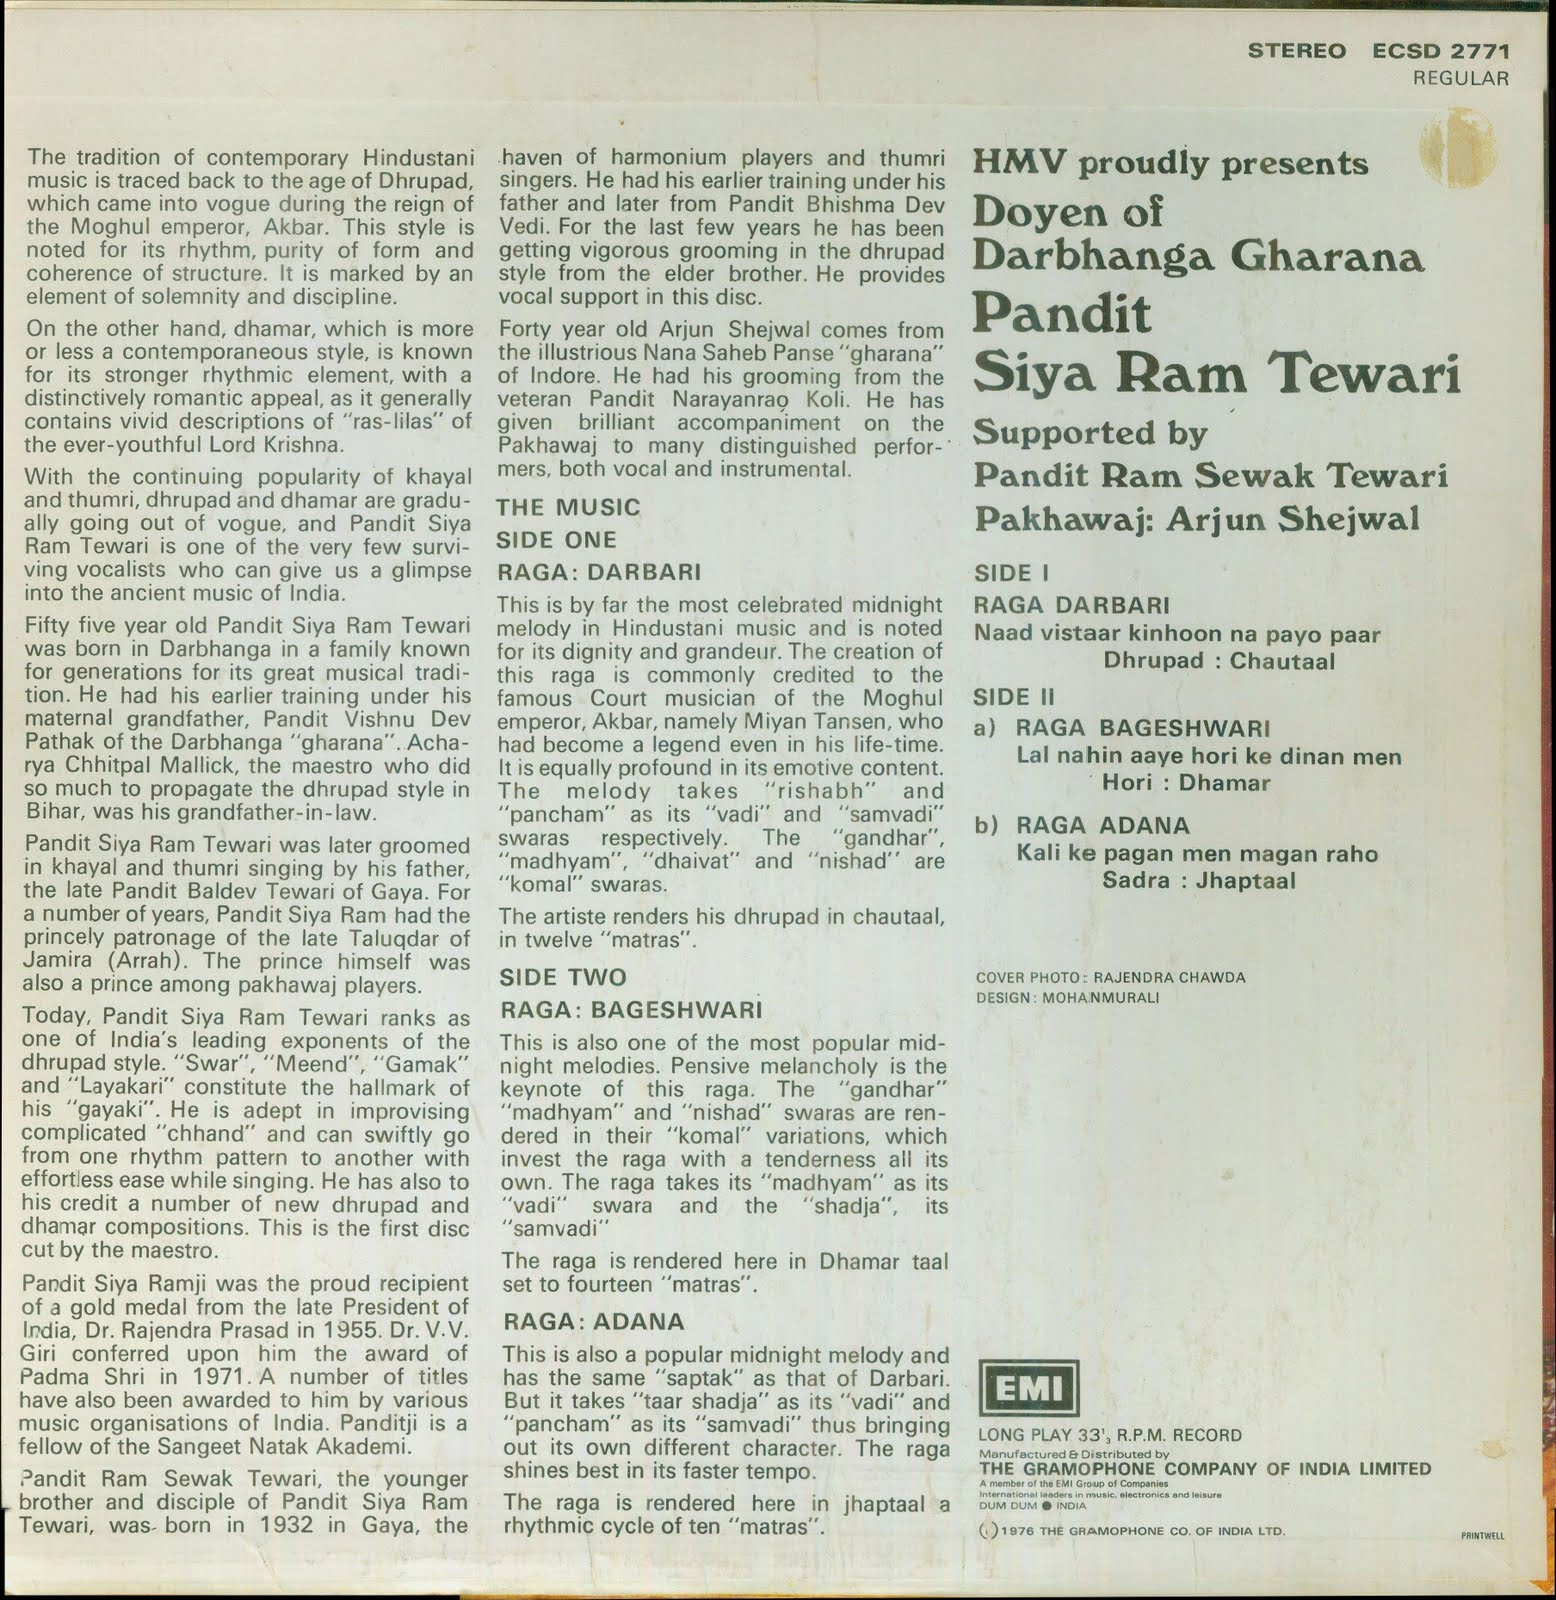 STEREO ECSD 2771
REGULAR
The tradition of contemporary Hindustani
music is traced back to the age of Dhrupad,
which came into vogue during the reign of
the Moghul emperor, Akbar. This style is
noted for its rhythm, purity of form and
coherence of structure. It is marked by an
element of solemnity and discipline.
On the other hand, dhamar, which is more
or less a contemporaneous style, is known
for its stronger rhythmic element, with a
distinctively romantic appeal, as it generally
contains vivid descriptions of "ras-lilas" of
the ever-youthful Lord Krishna.
With the continuing popularity of khayal
and thumri, dhrupad and dhamar are gradu-
ally going out of vogue, and Pandit Siya
Ram Tewari is one of the very few survi-
ving vocalists who can give us a glimpse
into the ancient music of India.
Fifty five year old Pandit Siya Ram Tewari
was born in Darbhanga in a family known
for generations for its great musical tradi-
tion. He had his earlier training under his
maternal grandfather, Pandit Vishnu Dev
Pathak of the Darbhanga "gharana". Acha-
rya Chhitpal Mallick, the maestro who did
so much to propagate the dhrupad style in
Bihar, was his grandfather-in-law.
Pandit Siya Ram Tewari was later groomed
in khayal and thumri singing by his father,
the late Pandit Baldev Tewari of Gaya. For
a number of years, Pandit Siya Ram had the
princely patronage of the late Taluqdar of
Jamira (Arrah). The prince himself was
also a prince among pakhawaj players.
Today, Pandit Siya Ram Tewari ranks as
one of India's leading exponents of the
dhrupad style. "Swar", "Meend", "Gamak"
and "Layakari" constitute the hallmark of
his "gayaki". He is adept in improvising
complicated "chhand" and can swiftly go
from one rhythm pattern to another with
effortless ease while singing. He has also to
his credit a number of new dhrupad and
dhamar compositions. This is the first disc
cut by the maestro.
Pandit Siya Ramji was the proud recipient
of a gold medal from the late President of
India, Dr. Rajendra Prasad in 1955. Dr. V.V.
Giri conferred upon him the award of
Padma Shri in 1971. A number of titles
have also been awarded to him by various
music organisations of India. Panditji is a
fellow of the Sangeet Natak Akademi.
Pandit Ram Sewak Tewari, the younger
brother and disciple of Pandit Siya Ram
Tewari, was born in 1932 in Gaya, the
haven of harmonium players and thumri
singers. He had his earlier training under his
father and later from Pandit Bhishma Dev
Vedi. For the last few years he has been
getting vigorous grooming in the dhrupad
style from the elder brother. He provides
vocal support in this disc.
Forty year old Arjun Shejwal comes from
the illustrious Nana Saheb Panse "gharana"
of Indore. He had his grooming from the
veteran Pandit Narayanrao Koli. He has
given brilliant accompaniment on the
Pakhawaj to many distinguished perfor-
mers, both vocal and instrumental.
THE MUSIC
SIDE ONE
RAGA: DARBARI
This is by far the most celebrated midnight
melody in Hindustani music and is noted
for its dignity and grandeur. The creation of
this raga is commonly credited to the
famous Court musician of the Moghul
emperor, Akbar, namely Miyan Tansen, who
had become a legend even in his life-time.
It is equally profound in its emotive content.
The melody takes "rishabh" and
"pancham" as its "vadi" and "samvadi"
swaras respectively. The "gandhar",
"madhyam", "dhaivat" and "nishad" are
"komal" swaras.
The artiste renders his dhrupad in chautaal,
in twelve "matras".
SIDE TWO
RAGA: BAGESHWARI
This is also one of the most popular mid-
night melodies. Pensive melancholy is the
keynote of this raga. The "gandhar"
"madhyam" and "nishad" swaras are ren-
dered in their "komal" variations, which
invest the raga with a tenderness all its
own. The raga takes its "madhyam" as its
"vadi" swara and the "shadja", its
"samvadi"
The raga is rendered here in Dhamar taal
set to fourteen "matras".
RAGA: ADANA
This is also a popular midnight melody and
has the same "saptak" as that of Darbari.
But it takes "taar shadja" as its "vadi" and
"pancham" as its "samvadi" thus bringing
out its own different character. The raga
shines best in its faster tempo.
The raga is rendered here in jhaptaal a
rhythmic cycle of ten "matras".
HMV proudly presents
Doyen of
Darbhanga Gharana
Pandit
Siya Ram Tewari
Supported by
Pandit Ram Sewak Tewari
Pakhawaj: Arjun Shejwal
SIDE I
RAGA DARBARI
Naad vistaar kinhoon na payo paar
Dhrupad : Chautaal
SIDE II
a) RAGA BAGESHWARI
Lal nahin aaye hori ke dinan men
Hori : Dhamar
b) RAGA ADANA
Kali ke pagan men magan raho
Sadra : Jhaptaal
COVER PHOTO: RAJENDRA CHAWDA
DESIGN: MOHANMURALI
EMI
LONG PLAY 33⅓ R.P.M. RECORD
Manufactured & Distributed by
THE GRAMOPHONE COMPANY OF INDIA LIMITED
A member of the EMI Group of Companies
International leaders in music, electronics and leisure
DUM DUM ● INDIA
1976 THE GRAMOPHONE CO. OF INDIA LTD.
PRINTWELL